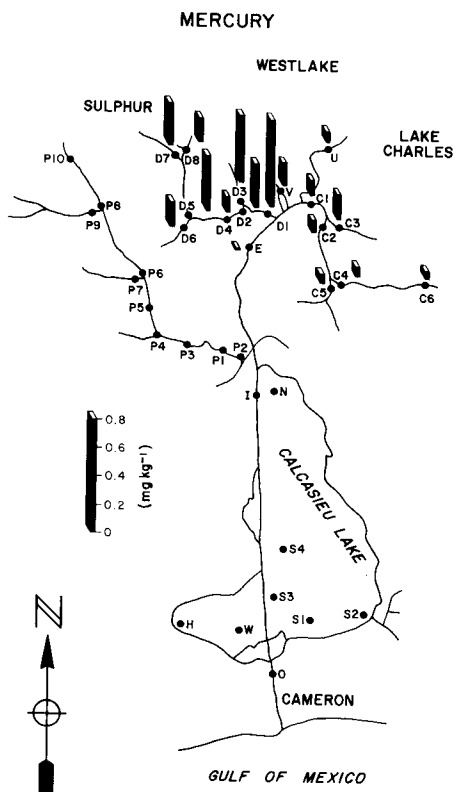 MERCURY
WESTLAKE
SULPHUR
LAKE
CHARLES
P10
D7
D8
U
P8
P9
D3
V
C1
D5
D2
D1
C2
C3
D4
D6
E
P6
P7
C4
C5
C6
P5
P4
P3
P1
P2
I
N
0.8
0.6
0.4
0.2
0
(mg kg⁻¹)
CALCASIEU LAKE
S4
S3
S1
S2
H
W
O
CAMERON
N
GULF OF MEXICO